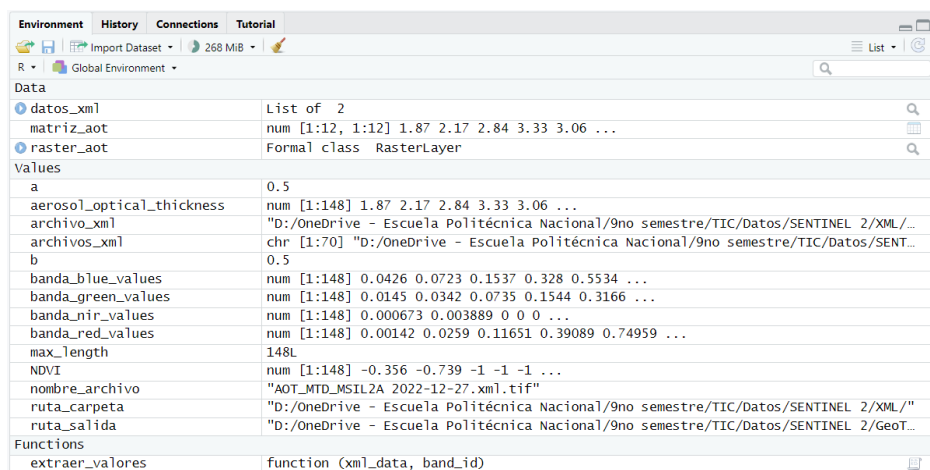 Environment History Connections Tutorial
Import Dataset 268 MiB List
R Global Environment
Data
datos_xml List of 2
matriz_aot num [1:12, 1:12] 1.87 2.17 2.84 3.33 3.06 ...
raster_aot Formal class RasterLayer
Values
a 0.5
aerosol_optical_thickness num [1:148] 1.87 2.17 2.84 3.33 3.06 ...
archivo_xml "D:/OneDrive - Escuela Politécnica Nacional/9no semestre/TIC/Datos/SENTINEL 2/XML/…
archivos_xml chr [1:70] "D:/OneDrive - Escuela Politécnica Nacional/9no semestre/TIC/Datos/SENT…
b 0.5
banda_blue_values num [1:148] 0.0426 0.0723 0.1537 0.328 0.5534 ...
banda_green_values num [1:148] 0.0145 0.0342 0.0735 0.1544 0.3166 ...
banda_nir_values num [1:148] 0.000673 0.003889 0 0 0 ...
banda_red_values num [1:148] 0.00142 0.0259 0.11651 0.39089 0.74959 ...
max_length 148L
NDVI num [1:148] -0.356 -0.739 -1 -1 -1 ...
nombre_archivo "AOT_MTD_MSIL2A 2022-12-27.xml.tif"
ruta_carpeta "D:/OneDrive - Escuela Politécnica Nacional/9no semestre/TIC/Datos/SENTINEL 2/XML/"
ruta_salida "D:/OneDrive - Escuela Politécnica Nacional/9no semestre/TIC/Datos/SENTINEL 2/GeoT…
Functions
extraer_valores function (xml_data, band_id)